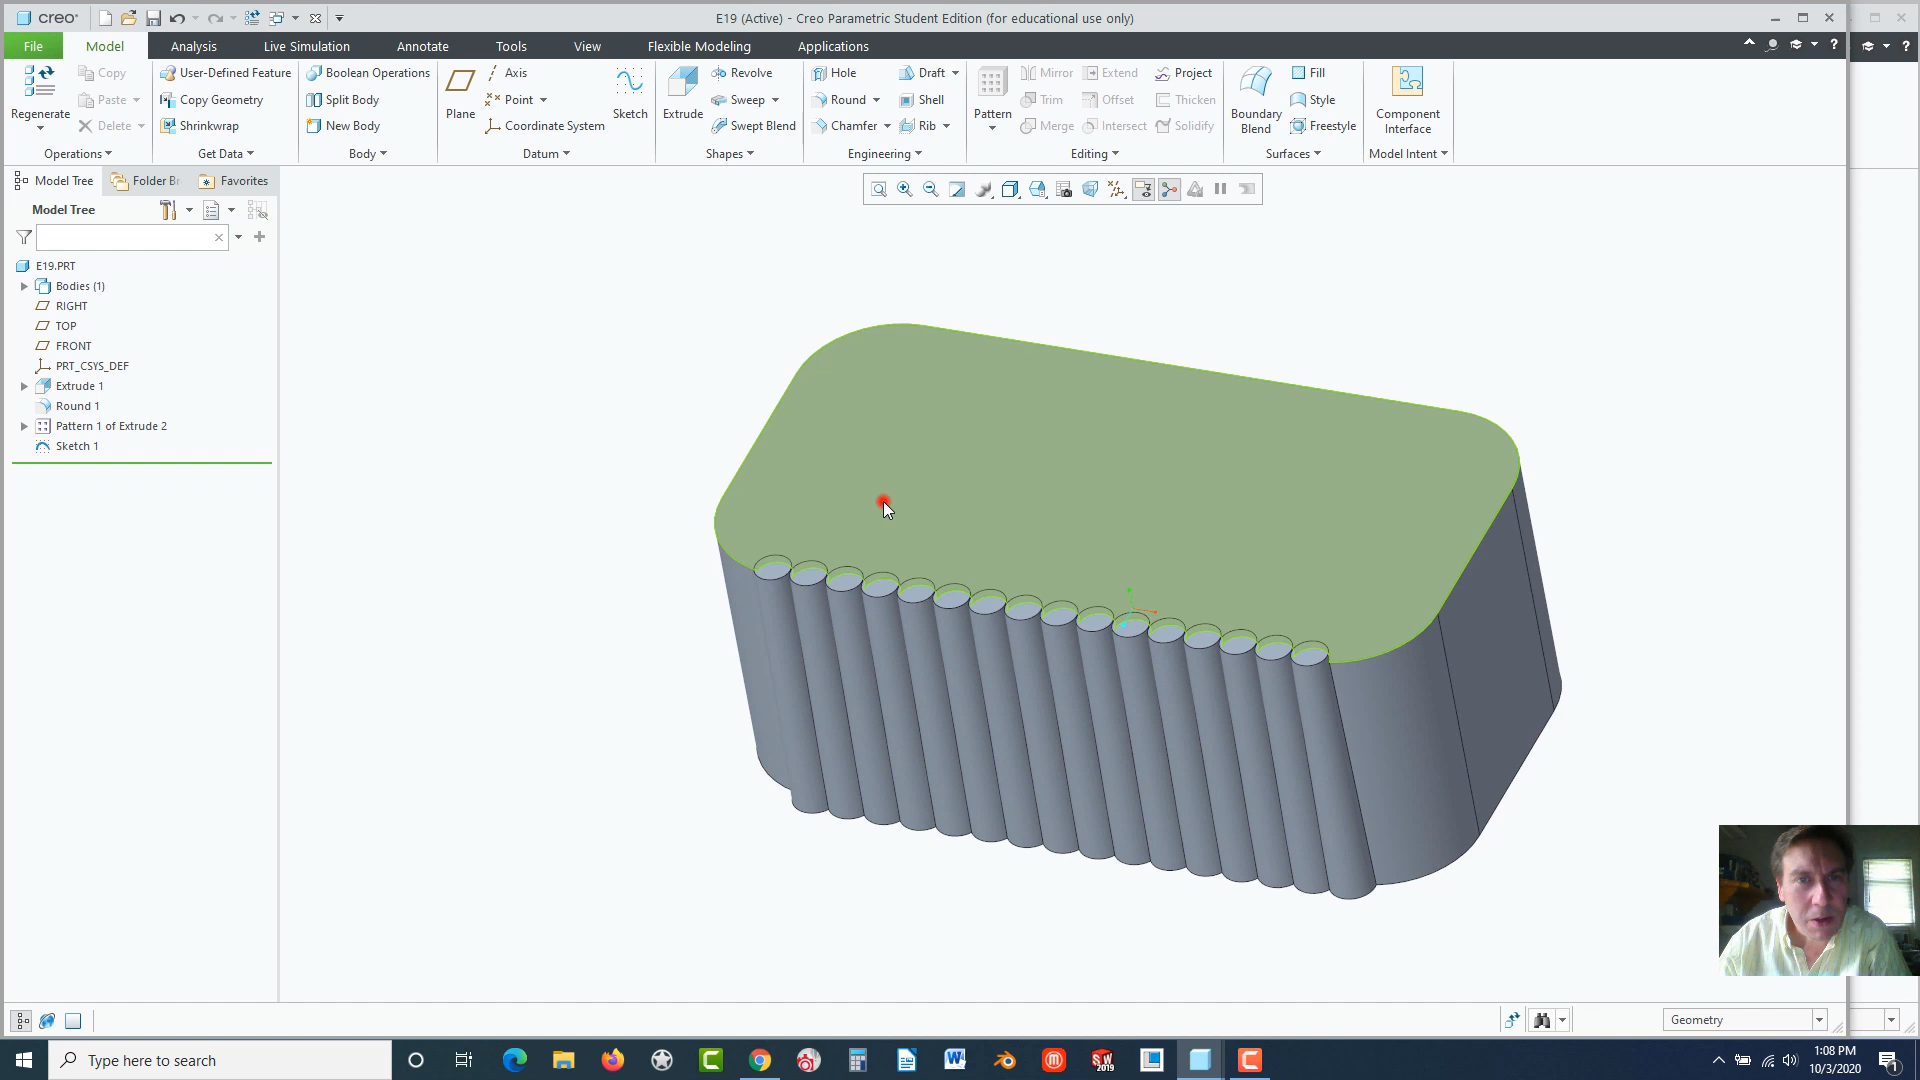 creo
E19 (Active) - Creo Parametric Student Edition (for educational use only)
File
Model
Analysis
Live Simulation
Annotate
Tools
View
Flexible Modeling
Applications
Regenerate
Copy
Paste
Delete
Operations
User-Defined Feature
Copy Geometry
Shrinkwrap
Get Data
Boolean Operations
Split Body
New Body
Body
Plane
Axis
Point
Coordinate System
Sketch
Datum
Extrude
Revolve
Sweep
Swept Blend
Shapes
Hole
Round
Chamfer
Draft
Shell
Rib
Engineering
Pattern
Mirror
Trim
Merge
Extend
Offset
Intersect
Project
Thicken
Solidify
Editing
Boundary
Blend
Fill
Style
Freestyle
Surfaces
Component
Interface
Model Intent
Model Tree
Folder Br
Favorites
Model Tree
E19.PRT
Bodies (1)
RIGHT
TOP
FRONT
PRT_CSYS_DEF
Extrude 1
Round 1
Pattern 1 of Extrude 2
Sketch 1
Geometry
Type here to search
SW
2019
1:08 PM
10/3/2020
1